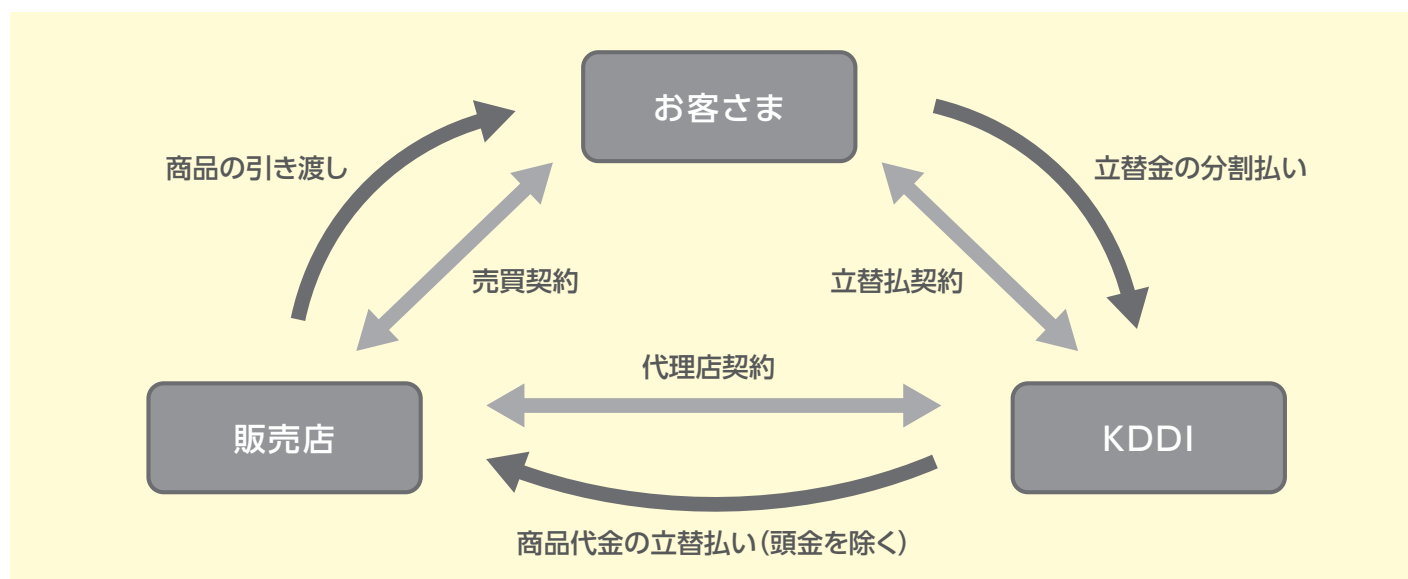 お客さま
商品の引き渡し
立替金の分割払い
売買契約
立替払契約
代理店契約
販売店
KDDI
商品代金の立替払い(頭金を除く)